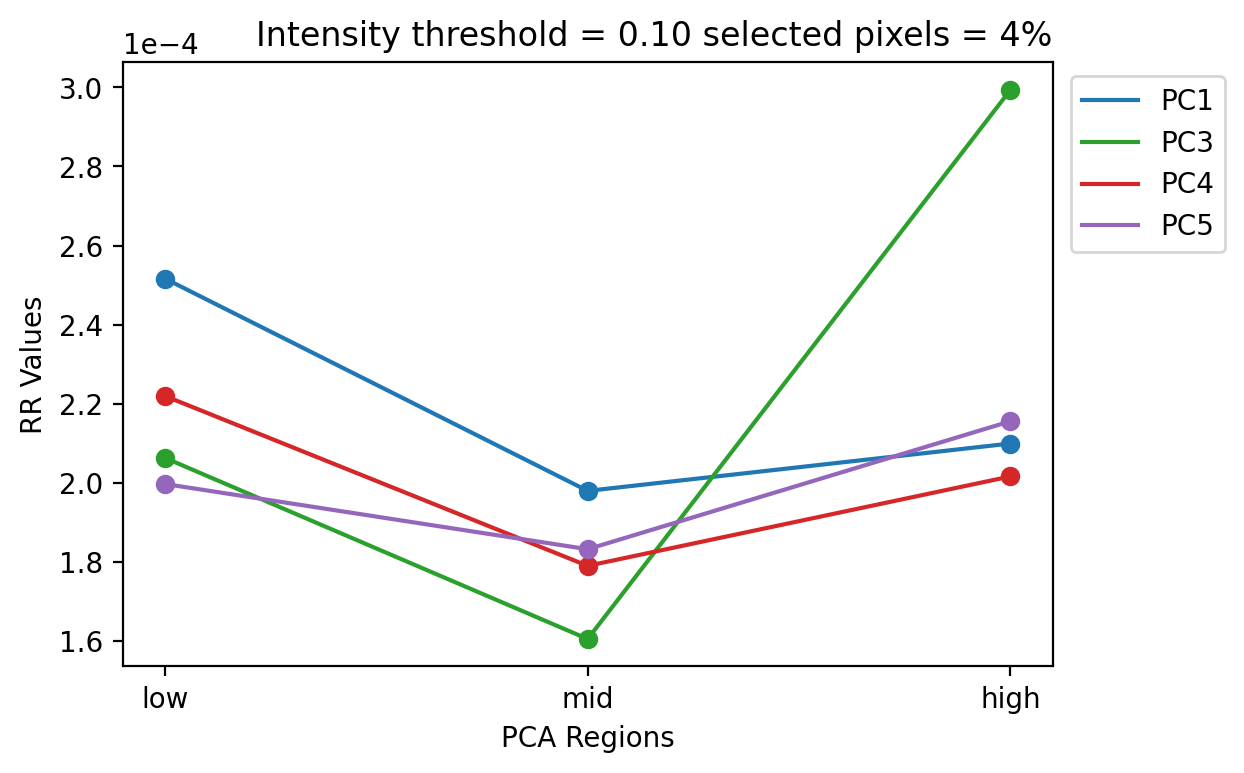 Intensity threshold = 0.10 selected pixels = 4%
1e−4
3.0
2.8
2.6
2.4
2.2
2.0
1.8
1.6
RR Values
low
mid
high
PCA Regions
PC1
PC3
PC4
PC5